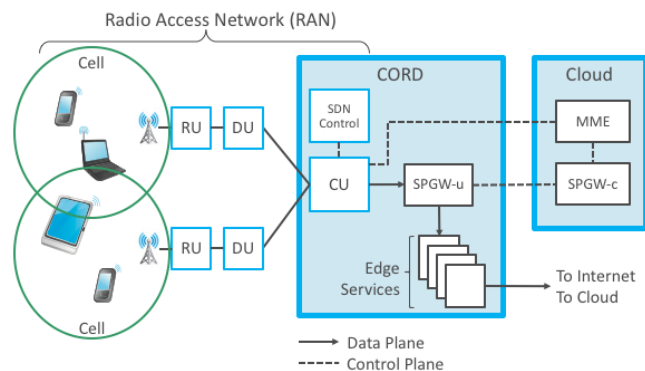 Radio Access Network (RAN)
Cell
CORD
Cloud
SDN
Control
MME
RU
DU
CU
SPGW-u
SPGW-c
RU
DU
Edge
Services
To Internet
To Cloud
Cell
Data Plane
Control Plane